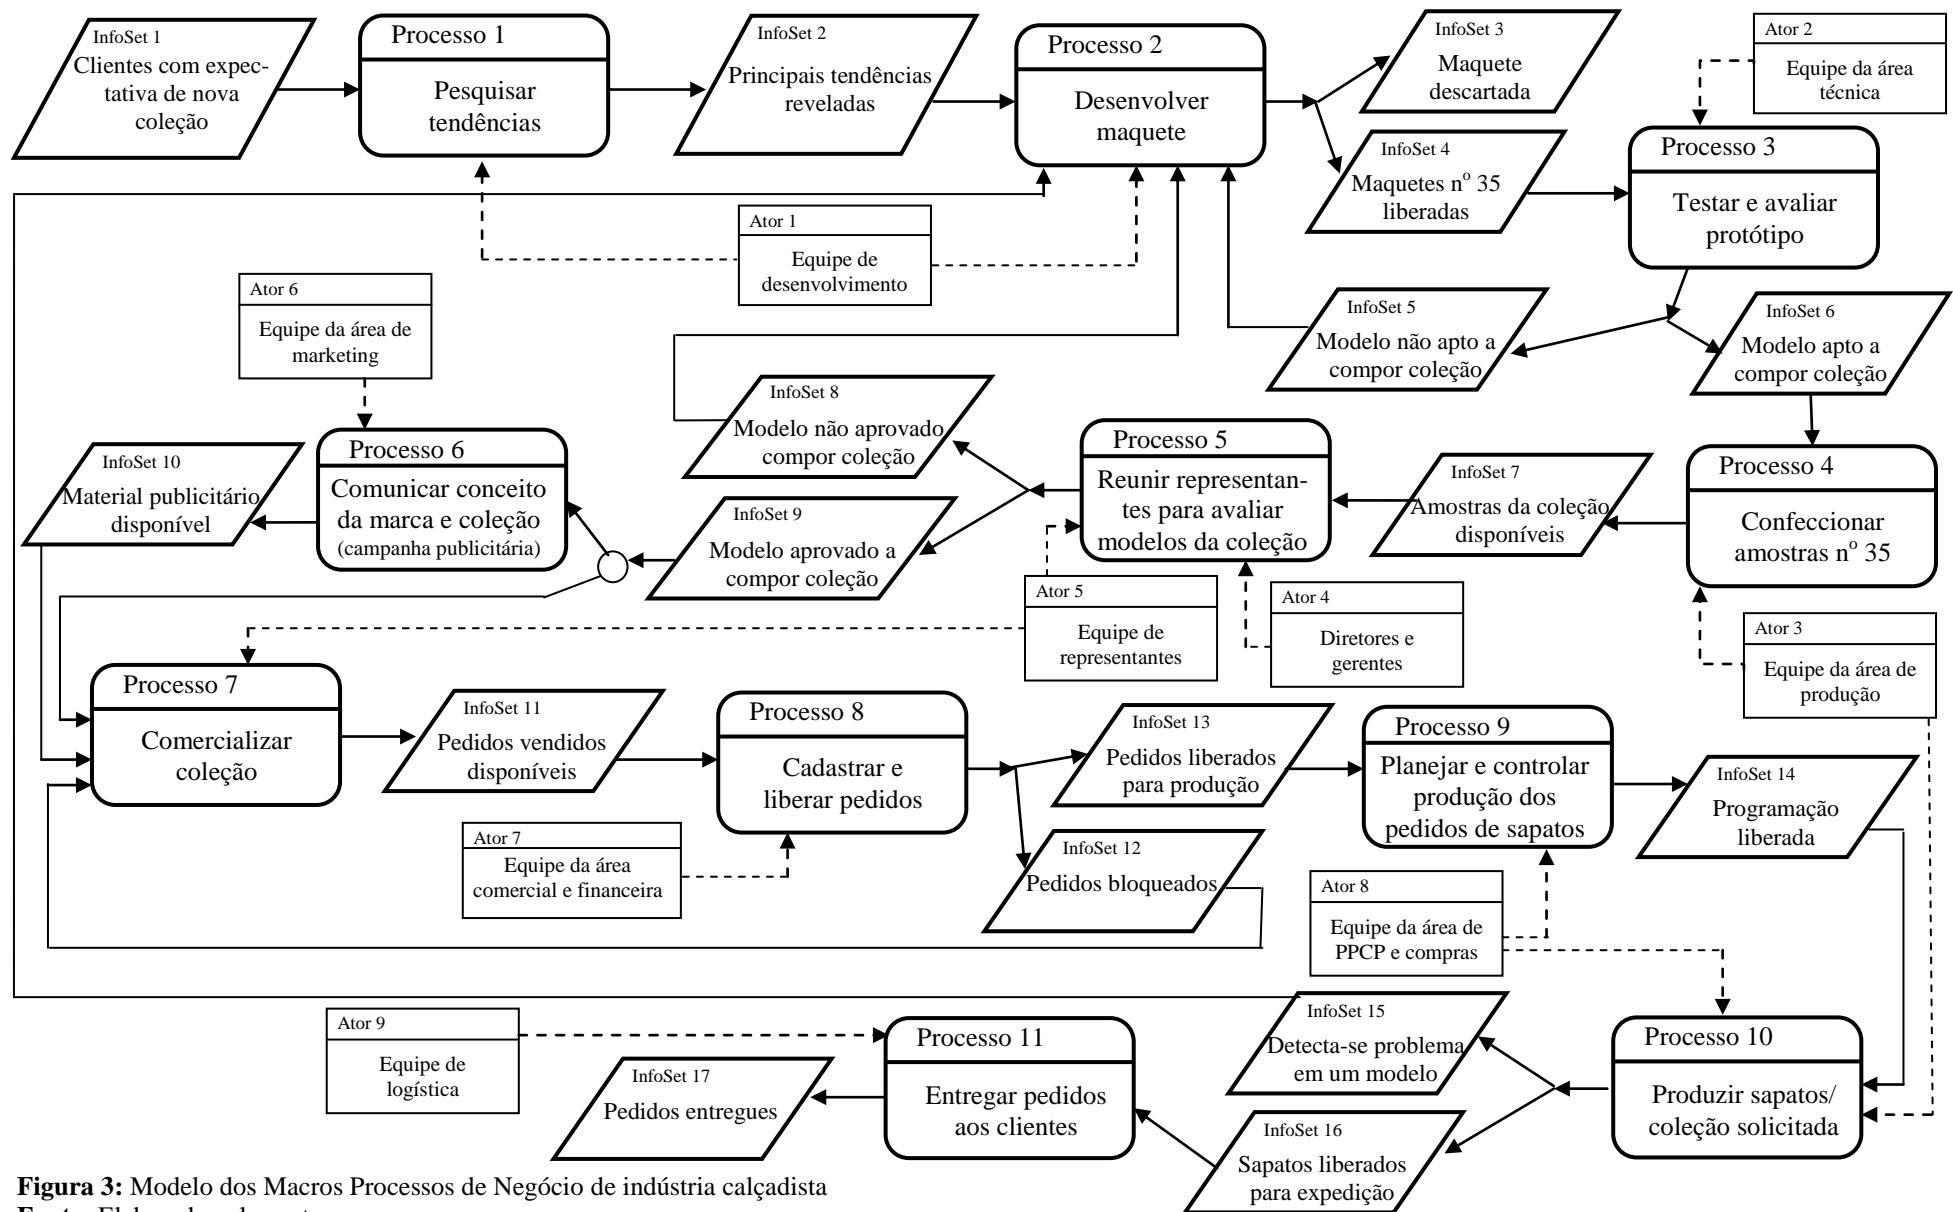 InfoSet 1
Clientes com expec-
tativa de nova
coleção
Processo 1
Pesquisar
tendências
InfoSet 2
Principais tendências
reveladas
Processo 2
Desenvolver
maquete
InfoSet 3
Maquete
descartada
Ator 2
Equipe da área
técnica
InfoSet 4
Maquetes nº 35
liberadas
Processo 3
Testar e avaliar
protótipo
Ator 1
Equipe de
desenvolvimento
Ator 6
Equipe da área de
marketing
InfoSet 5
Modelo não apto a
compor coleção
InfoSet 6
Modelo apto a
compor coleção
InfoSet 8
Modelo não aprovado
compor coleção
Processo 5
Reunir representan-
tes para avaliar
modelos da coleção
InfoSet 7
Amostras da coleção
disponíveis
Processo 4
Confeccionar
amostras nº 35
InfoSet 10
Material publicitário
disponível
Processo 6
Comunicar conceito
da marca e coleção
(campanha publicitária)
InfoSet 9
Modelo aprovado a
compor coleção
Ator 5
Equipe de
representantes
Ator 4
Diretores e
gerentes
Ator 3
Equipe da área de
produção
Processo 7
Comercializar
coleção
InfoSet 11
Pedidos vendidos
disponíveis
Processo 8
Cadastrar e
liberar pedidos
InfoSet 13
Pedidos liberados
para produção
Processo 9
Planejar e controlar
produção dos
pedidos de sapatos
InfoSet 14
Programação
liberada
Ator 7
Equipe da área
comercial e financeira
InfoSet 12
Pedidos bloqueados
Ator 8
Equipe da área de
PPCP e compras
Ator 9
Equipe de
logística
InfoSet 17
Pedidos entregues
Processo 11
Entregar pedidos
aos clientes
InfoSet 15
Detecta-se problema
em um modelo
InfoSet 16
Sapatos liberados
para expedição
Processo 10
Produzir sapatos/
coleção solicitada
Figura 3: Modelo dos Macros Processos de Negócio de indústria calçadista